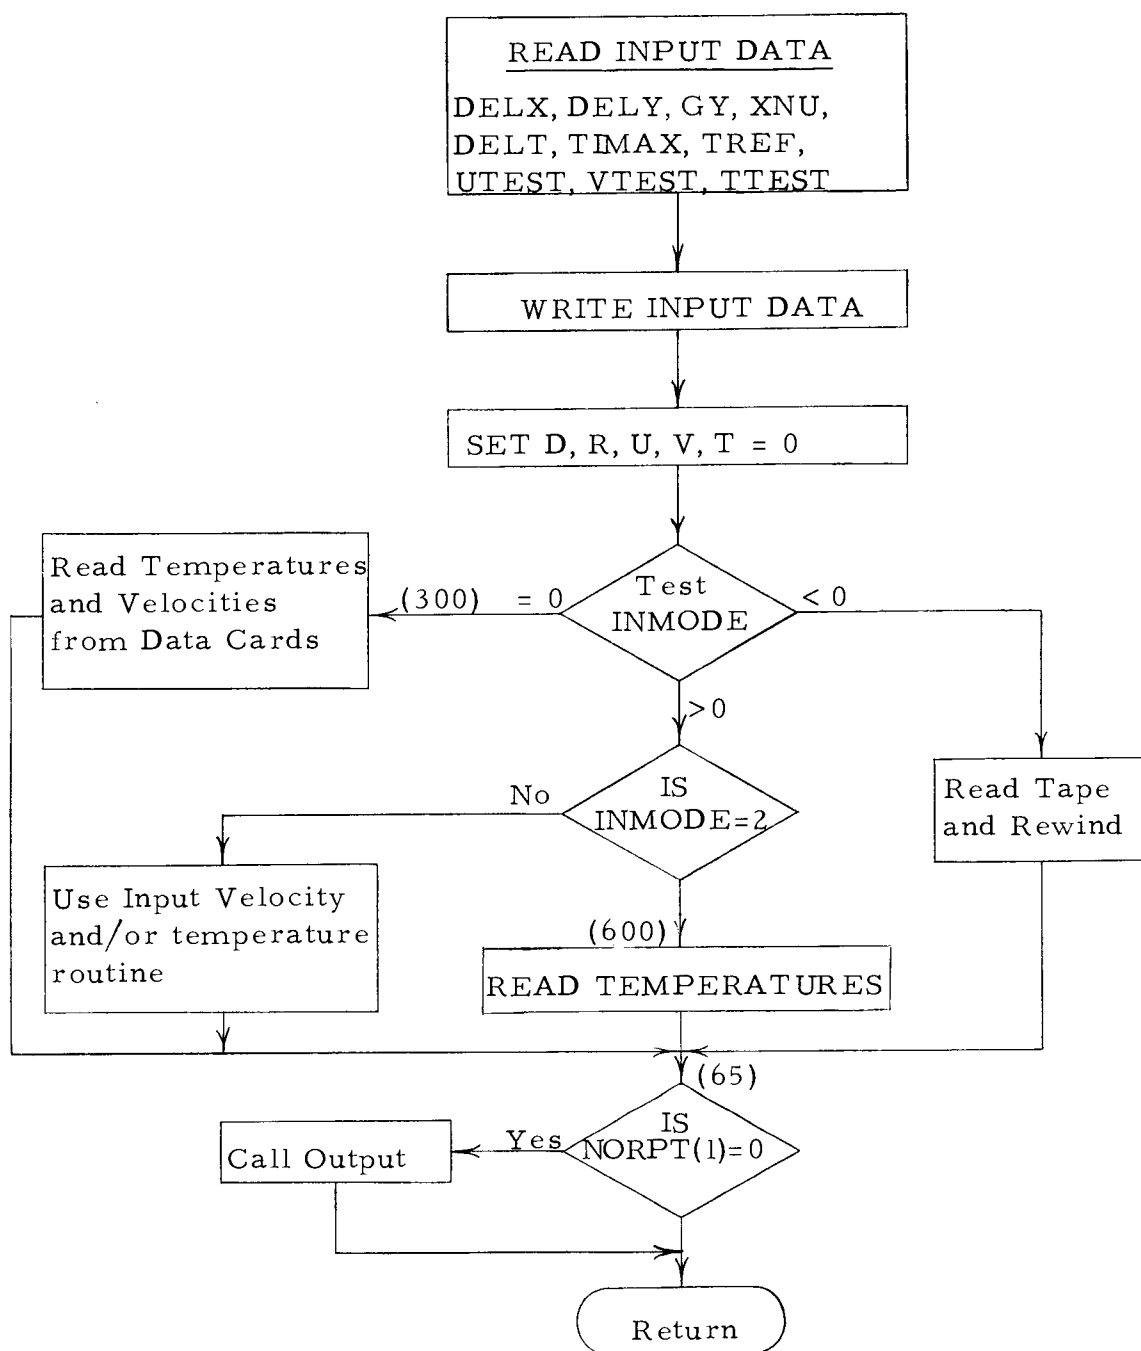 READ INPUT DATA
DELX, DELY, GY, XNU,
DELT, TIMAX, TREF,
UTEST, VTEST, TTEST
WRITE INPUT DATA
SET D, R, U, V, T = 0
Read Temperatures
and Velocities
from Data Cards
(300) = 0
Test
INMODE
< 0
>0
No
IS
INMODE=2
Read Tape
and Rewind
Use Input Velocity
and/or temperature
routine
(600)
READ TEMPERATURES
(65)
IS
NORPT(1)=0
Yes
Call Output
Return